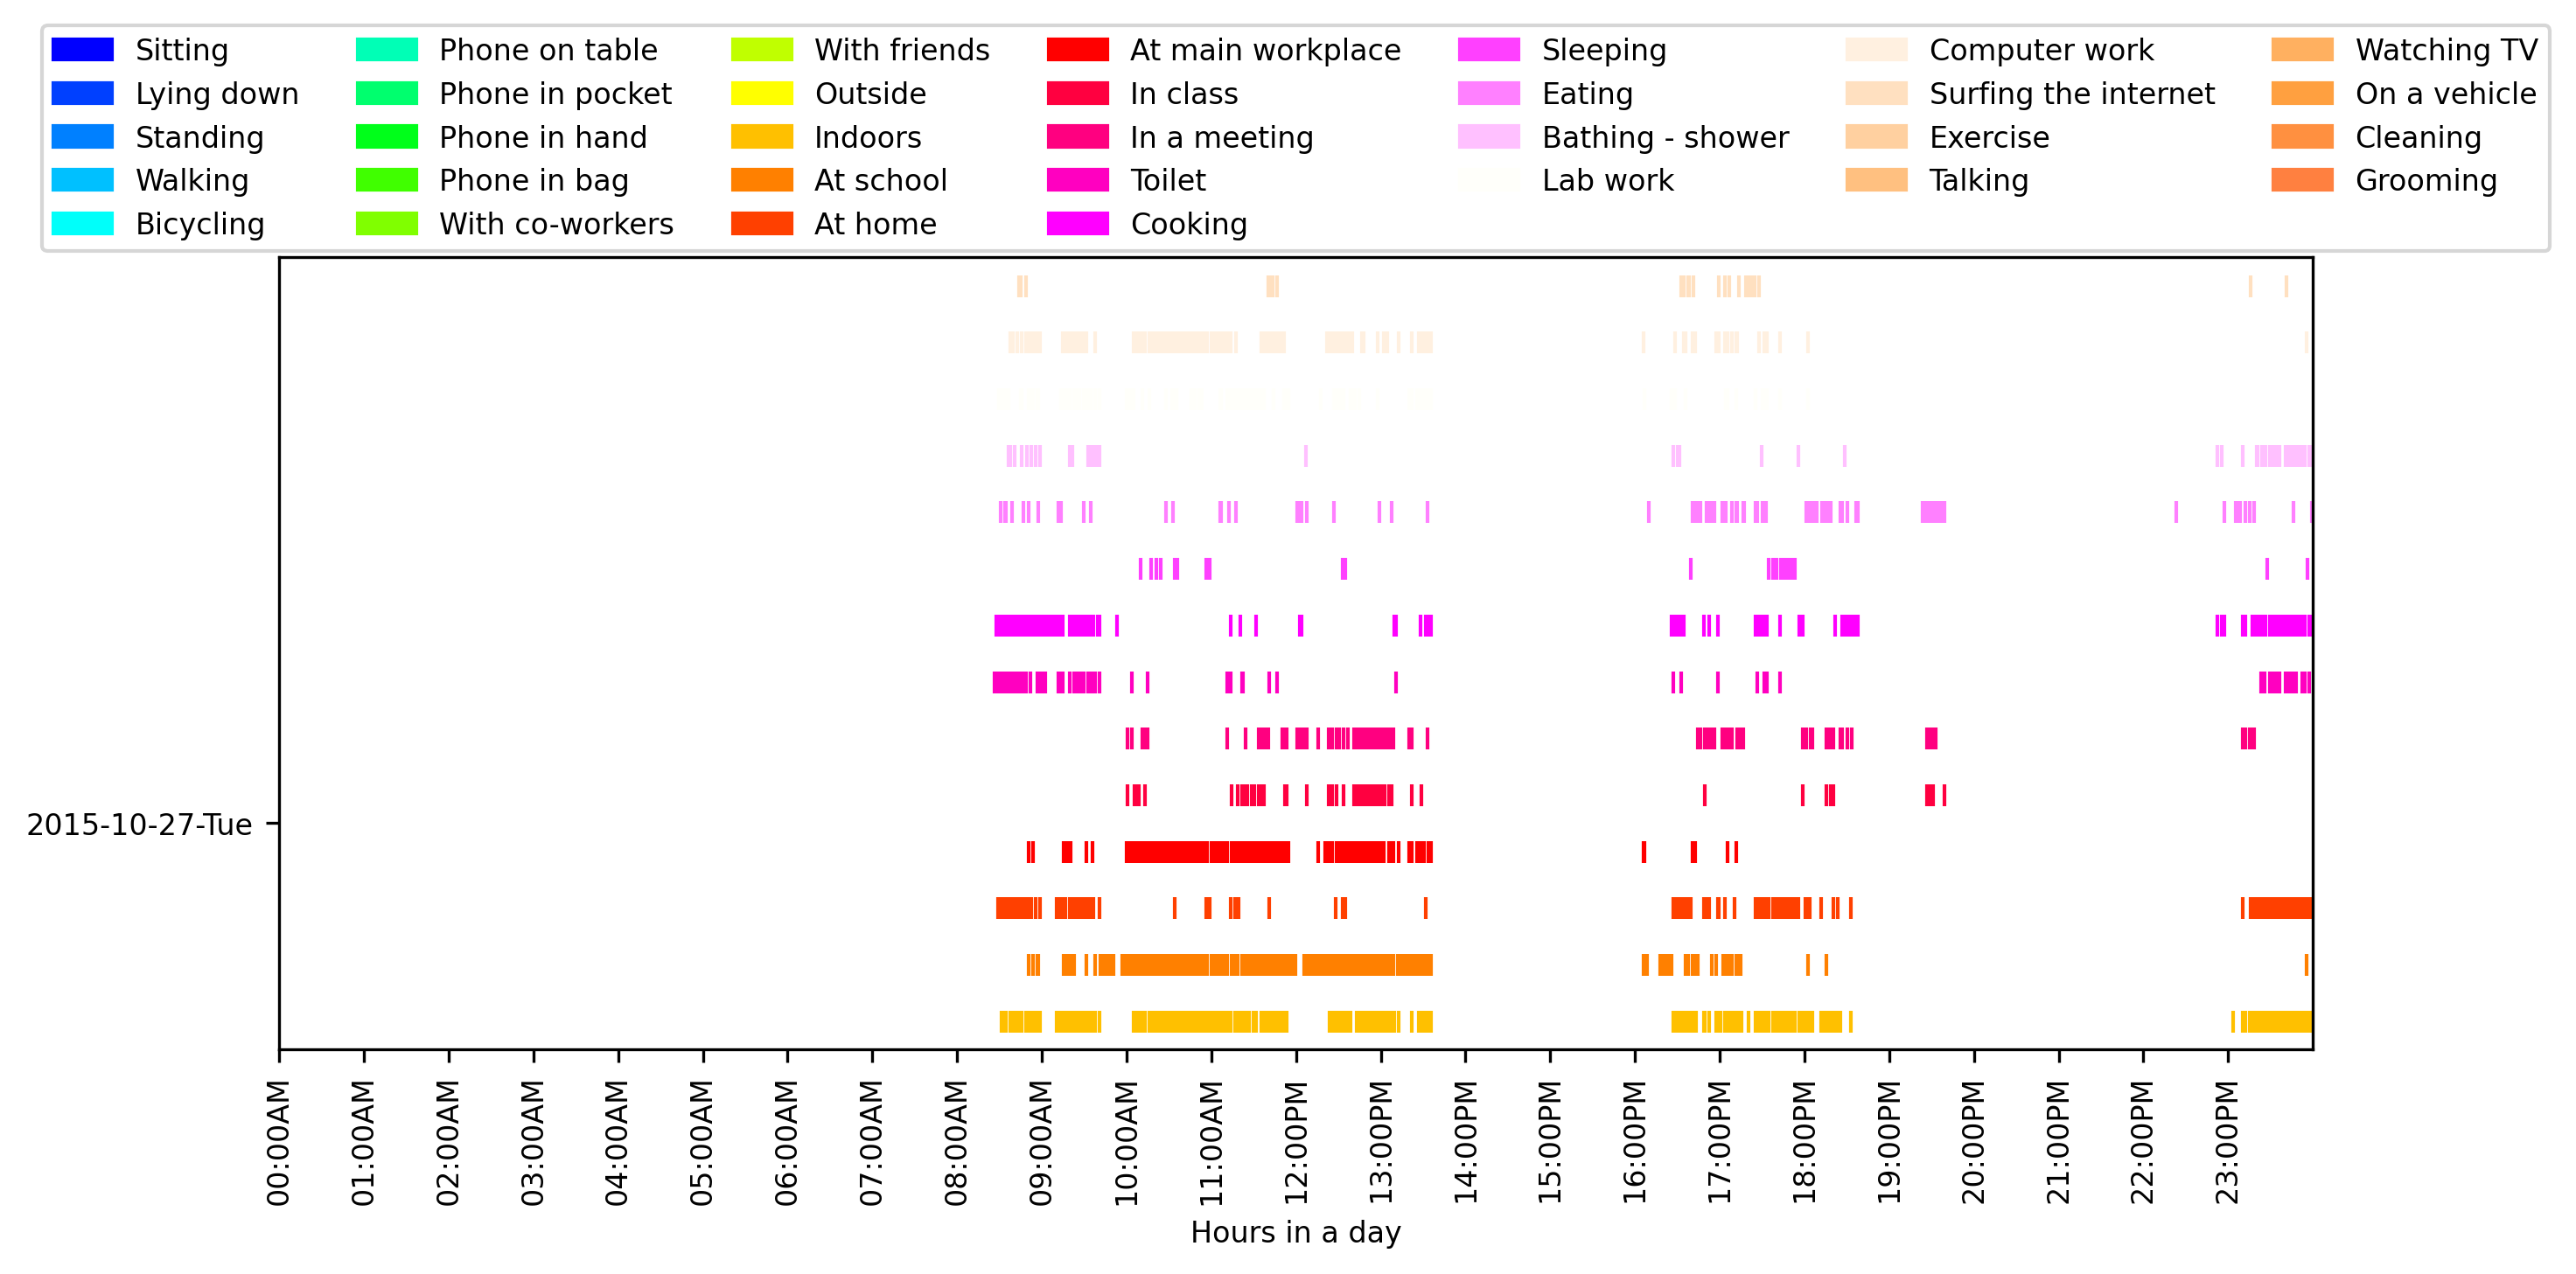 Sitting
Lying down
Standing
Walking
Bicycling
Phone on table
Phone in pocket
Phone in hand
Phone in bag
With co-workers
With friends
Outside
Indoors
At school
At home
At main workplace
In class
In a meeting
Toilet
Cooking
Sleeping
Eating
Bathing - shower
Lab work
Computer work
Surfing the internet
Exercise
Talking
Watching TV
On a vehicle
Cleaning
Grooming
2015-10-27-Tue
00:00AM
01:00AM
02:00AM
03:00AM
04:00AM
05:00AM
06:00AM
07:00AM
08:00AM
09:00AM
10:00AM
11:00AM
12:00PM
13:00PM
14:00PM
15:00PM
16:00PM
17:00PM
18:00PM
19:00PM
20:00PM
21:00PM
22:00PM
23:00PM
Hours in a day